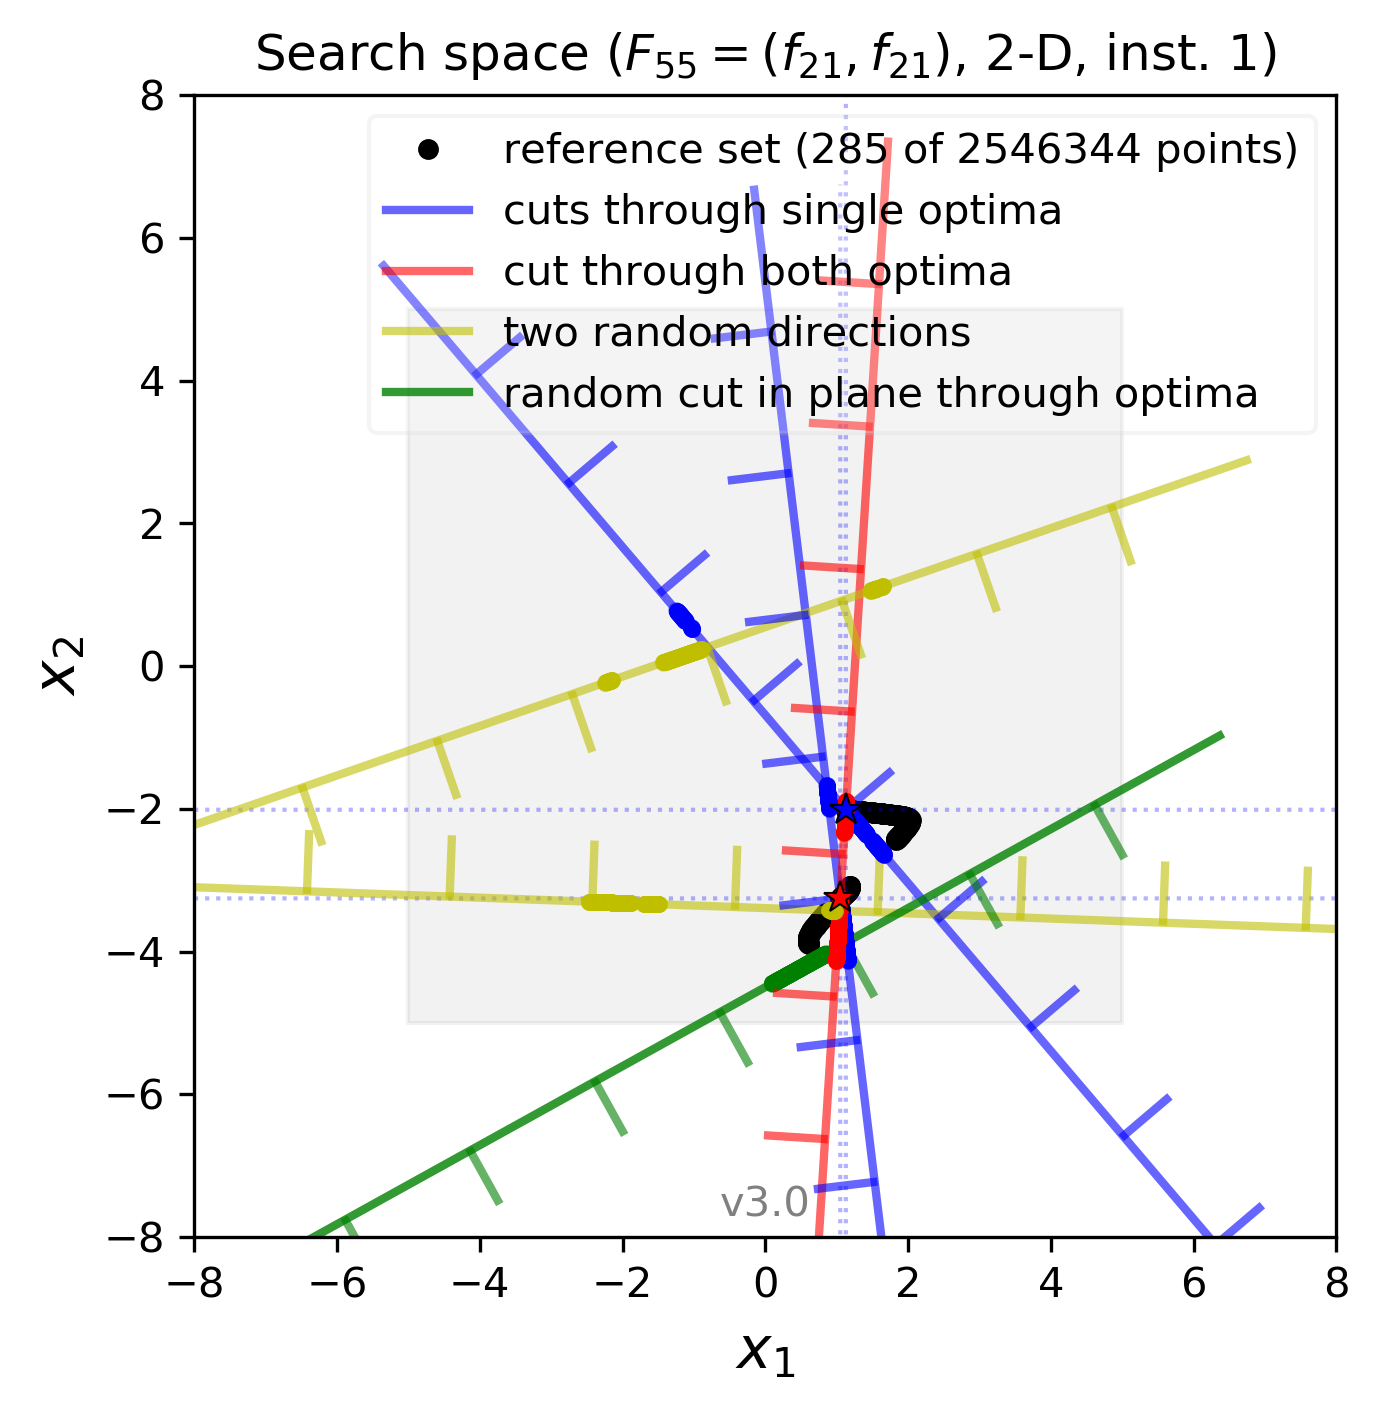 Search space (F₅₅ = (f₂₁, f₂₁), 2-D, inst. 1)
8
6
4
2
0
−2
−4
−6
−8
x₂
reference set (285 of 2546344 points)
cuts through single optima
cut through both optima
two random directions
random cut in plane through optima
v3.0
−8 −6 −4 −2 0 2 4 6 8
x₁